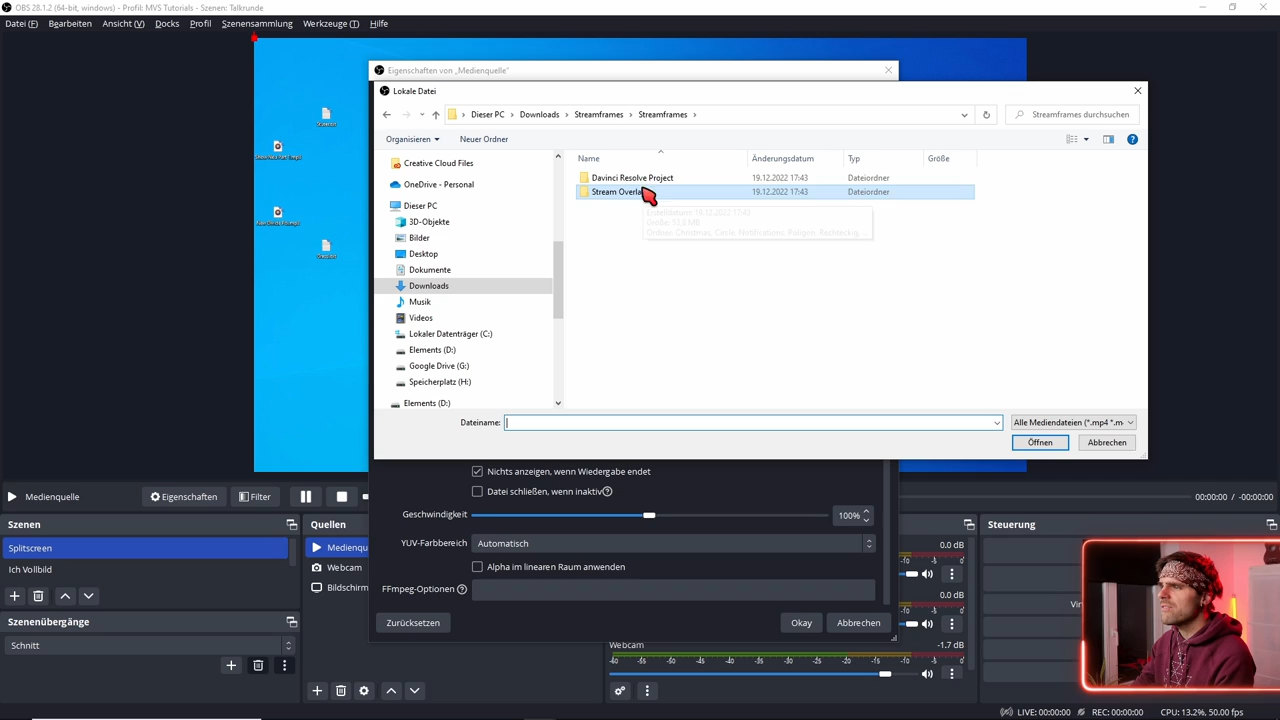 OBS 28.1.2 (64-bit, windows) - Profil: MVS Tutorials - Szenen: Talkrunde
Datei (F) Bearbeiten Ansicht (V) Docks Profil Szenensammlung Werkzeuge (T) Hilfe
Eigenschaften von „Medienquelle"
Lokale Datei
Dieser PC > Downloads > Streamframes > Streamframes >
Streamframes durchsuchen
Organisieren Neuer Ordner
Name Änderungsdatum Typ Größe
Creative Cloud Files
OneDrive - Personal
Dieser PC
3D-Objekte
Bilder
Desktop
Dokumente
Downloads
Musik
Videos
Lokaler Datenträger (C:)
Elements (D:)
Google Drive (G:)
Speicherplatz (H:)
Elements (D:)
Davinci Resolve Project 19.12.2022 17:43 Dateiordner
Stream Overla 19.12.2022 17:43 Dateiordner
Ordner: Christmas, Circle, Notifications, Poligon, Rechteckig, ...
Dateiname:
Alle Mediendateien (*.mp4 *.m
Öffnen Abbrechen
Nichts anzeigen, wenn Wiedergabe endet
Datei schließen, wenn inaktiv
Geschwindigkeit 100%
YUV-Farbbereich Automatisch
Alpha im linearen Raum anwenden
FFmpeg-Optionen
Zurücksetzen Okay Abbrechen
Medienquelle Eigenschaften Filter
00:00:00 / -00:00:00
Szenen
Splitscreen
Ich Vollbild
Szenenübergänge
Schnitt
Quellen
Medienqu
Webcam
Bildschirm
0.0 dB
0.0 dB
Webcam -1.7 dB
Steuerung
LIVE: 00:00:00 REC: 00:00:00 CPU: 13.2%, 50.00 fps